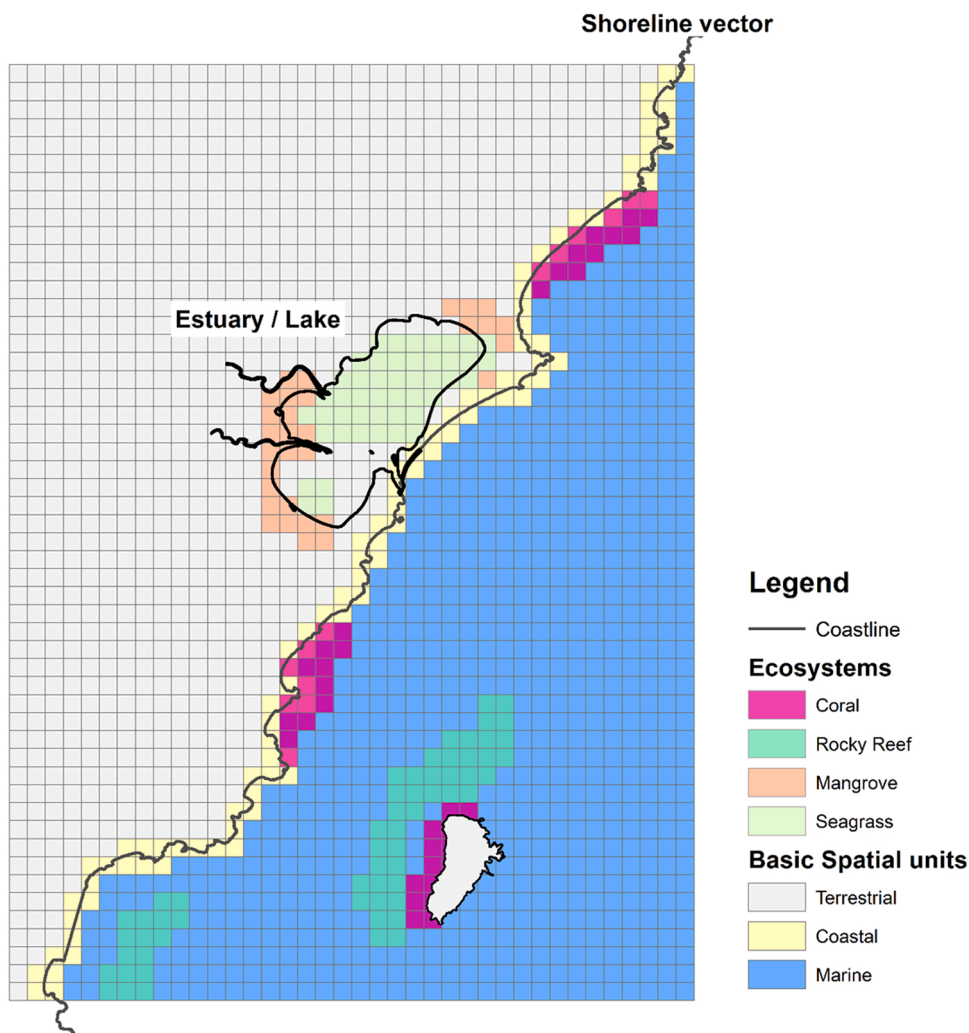 Shoreline vector
Estuary / Lake
Legend
Coastline
Ecosystems
Coral
Rocky Reef
Mangrove
Seagrass
Basic Spatial units
Terrestrial
Coastal
Marine